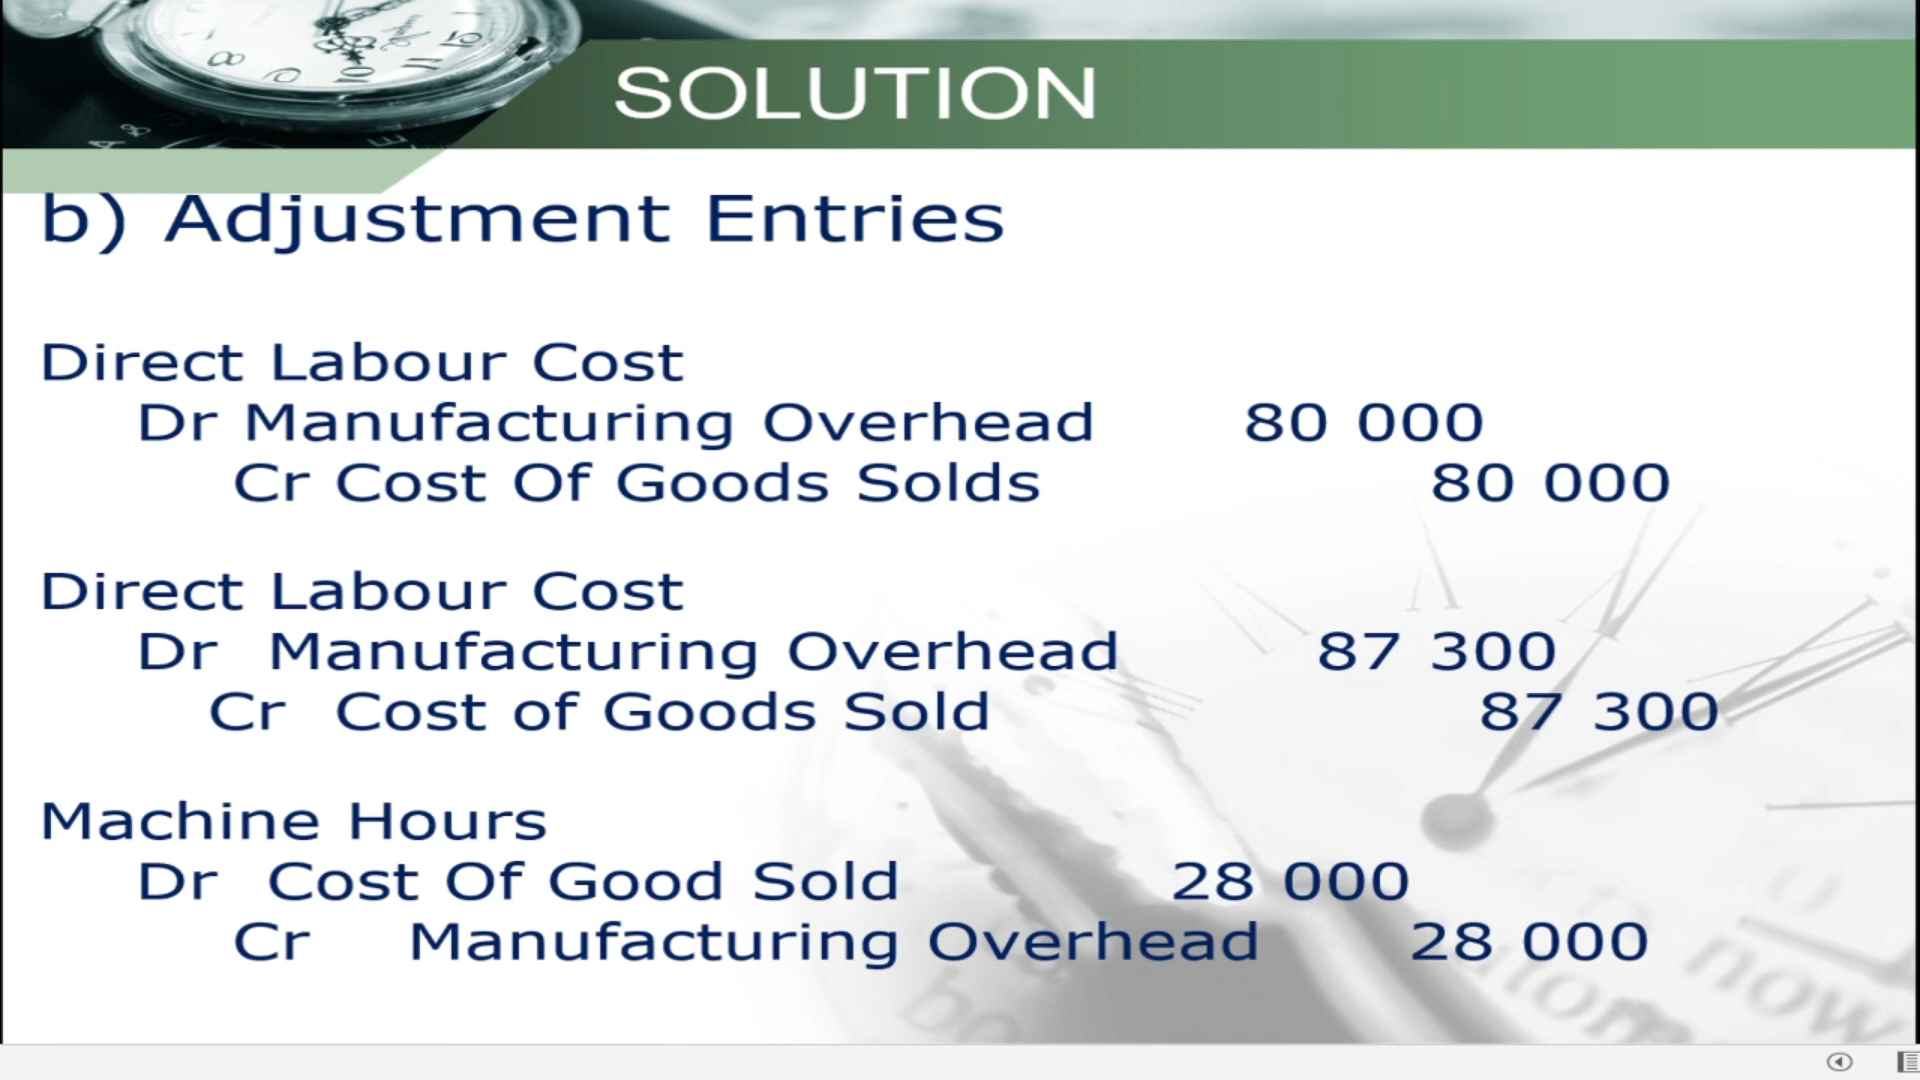 SOLUTION
b) Adjustment Entries
Direct Labour Cost
Dr Manufacturing Overhead 80 000
Cr Cost Of Goods Solds 80 000
Direct Labour Cost
Dr Manufacturing Overhead 87 300
Cr Cost of Goods Sold 87 300
Machine Hours
Dr Cost Of Good Sold 28 000
Cr Manufacturing Overhead 28 000
now